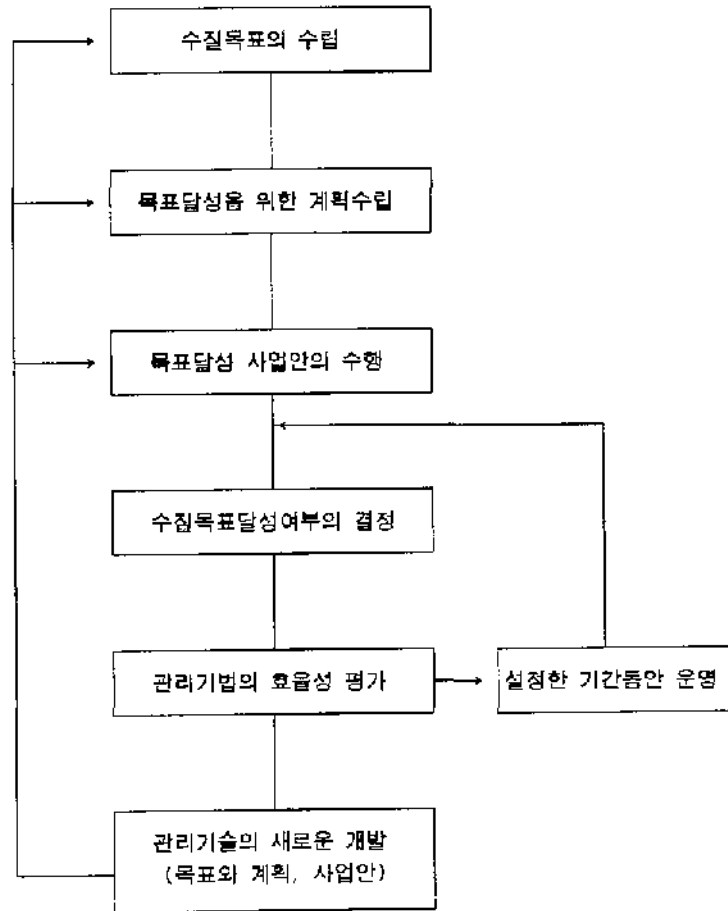 수질목표의 수립
목표달성을 위한 계획수립
목표달성 사업안의 수행
수질목표달성여부의 결정
관리기법의 효율성 평가
설정한 기간동안 운영
관리기술의 새로운 개발
(목표와 계획, 사업안)